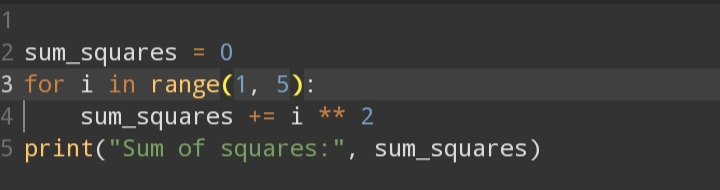 1
2 sum_squares = 0
3 for i in range(1, 5):
4     sum_squares += i ** 2
5 print("Sum of squares:", sum_squares)